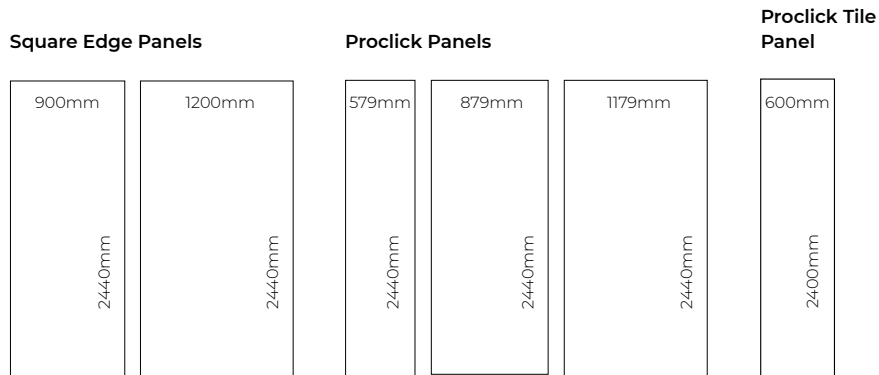 Square Edge Panels
900mm
1200mm
2440mm
2440mm
Proclick Panels
579mm
879mm
1179mm
2440mm
2440mm
2440mm
Proclick Tile
Panel
600mm
2400mm